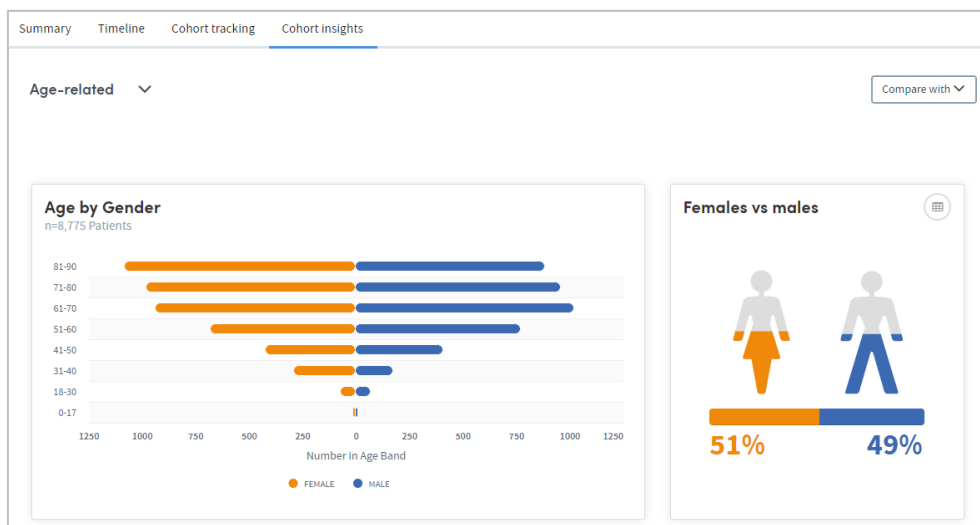 Summary Timeline Cohort tracking Cohort insights
Age-related
Compare with
Age by Gender
n=8,775 Patients
81-90
71-80
61-70
51-60
41-50
31-40
18-30
0-17
1250 1000 750 500 250 0 250 500 750 1000 1250
Number in Age Band
FEMALE MALE
Females vs males
51% 49%